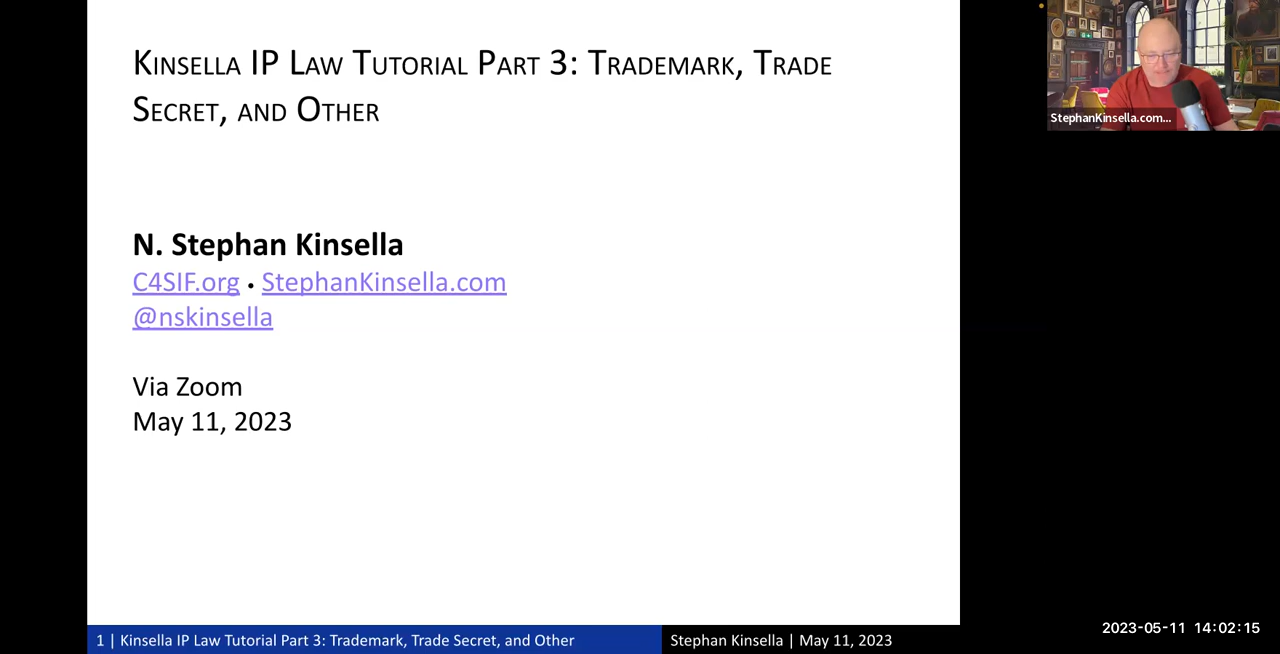 Kinsella IP Law Tutorial Part 3: Trademark, Trade
Secret, and Other
N. Stephan Kinsella
C4SIF.org • StephanKinsella.com
@nskinsella
Via Zoom
May 11, 2023
StephanKinsella.com...
1 | Kinsella IP Law Tutorial Part 3: Trademark, Trade Secret, and Other
Stephan Kinsella | May 11, 2023
2023-05-11 14:02:15